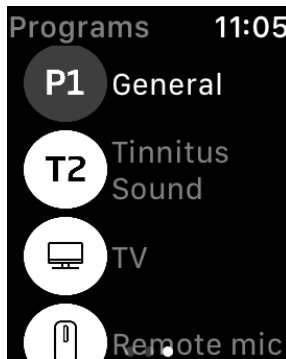 Programs 11:05
P1 General
T2 Tinnitus
Sound
TV
Remote mic